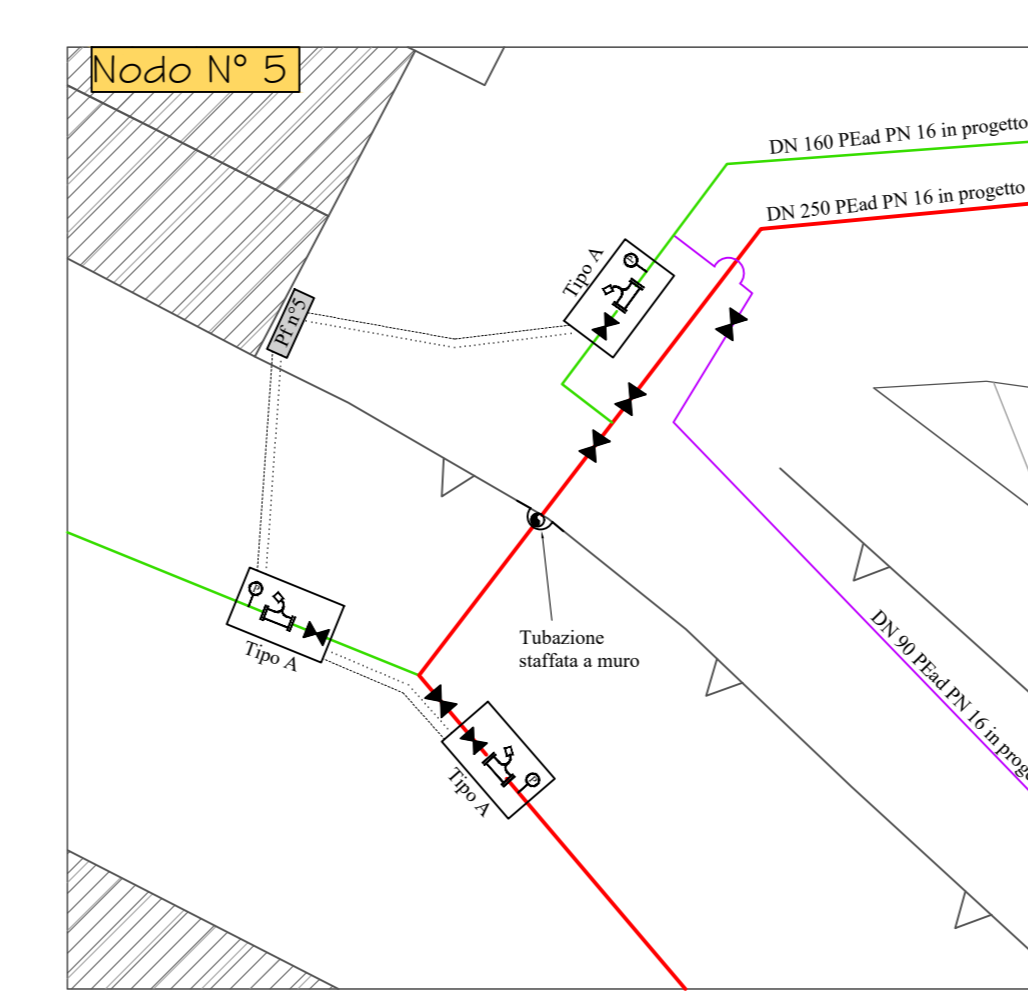 Nodo N° 5
DN 160 PEad PN 16 in progetto
DN 250 PEad PN 16 in progetto
Tipo A
P
Pf n°5
P
Tipo A
Tubazione
staffata a muro
DN 90 PEad PN 16 in proge
Tipo A
P